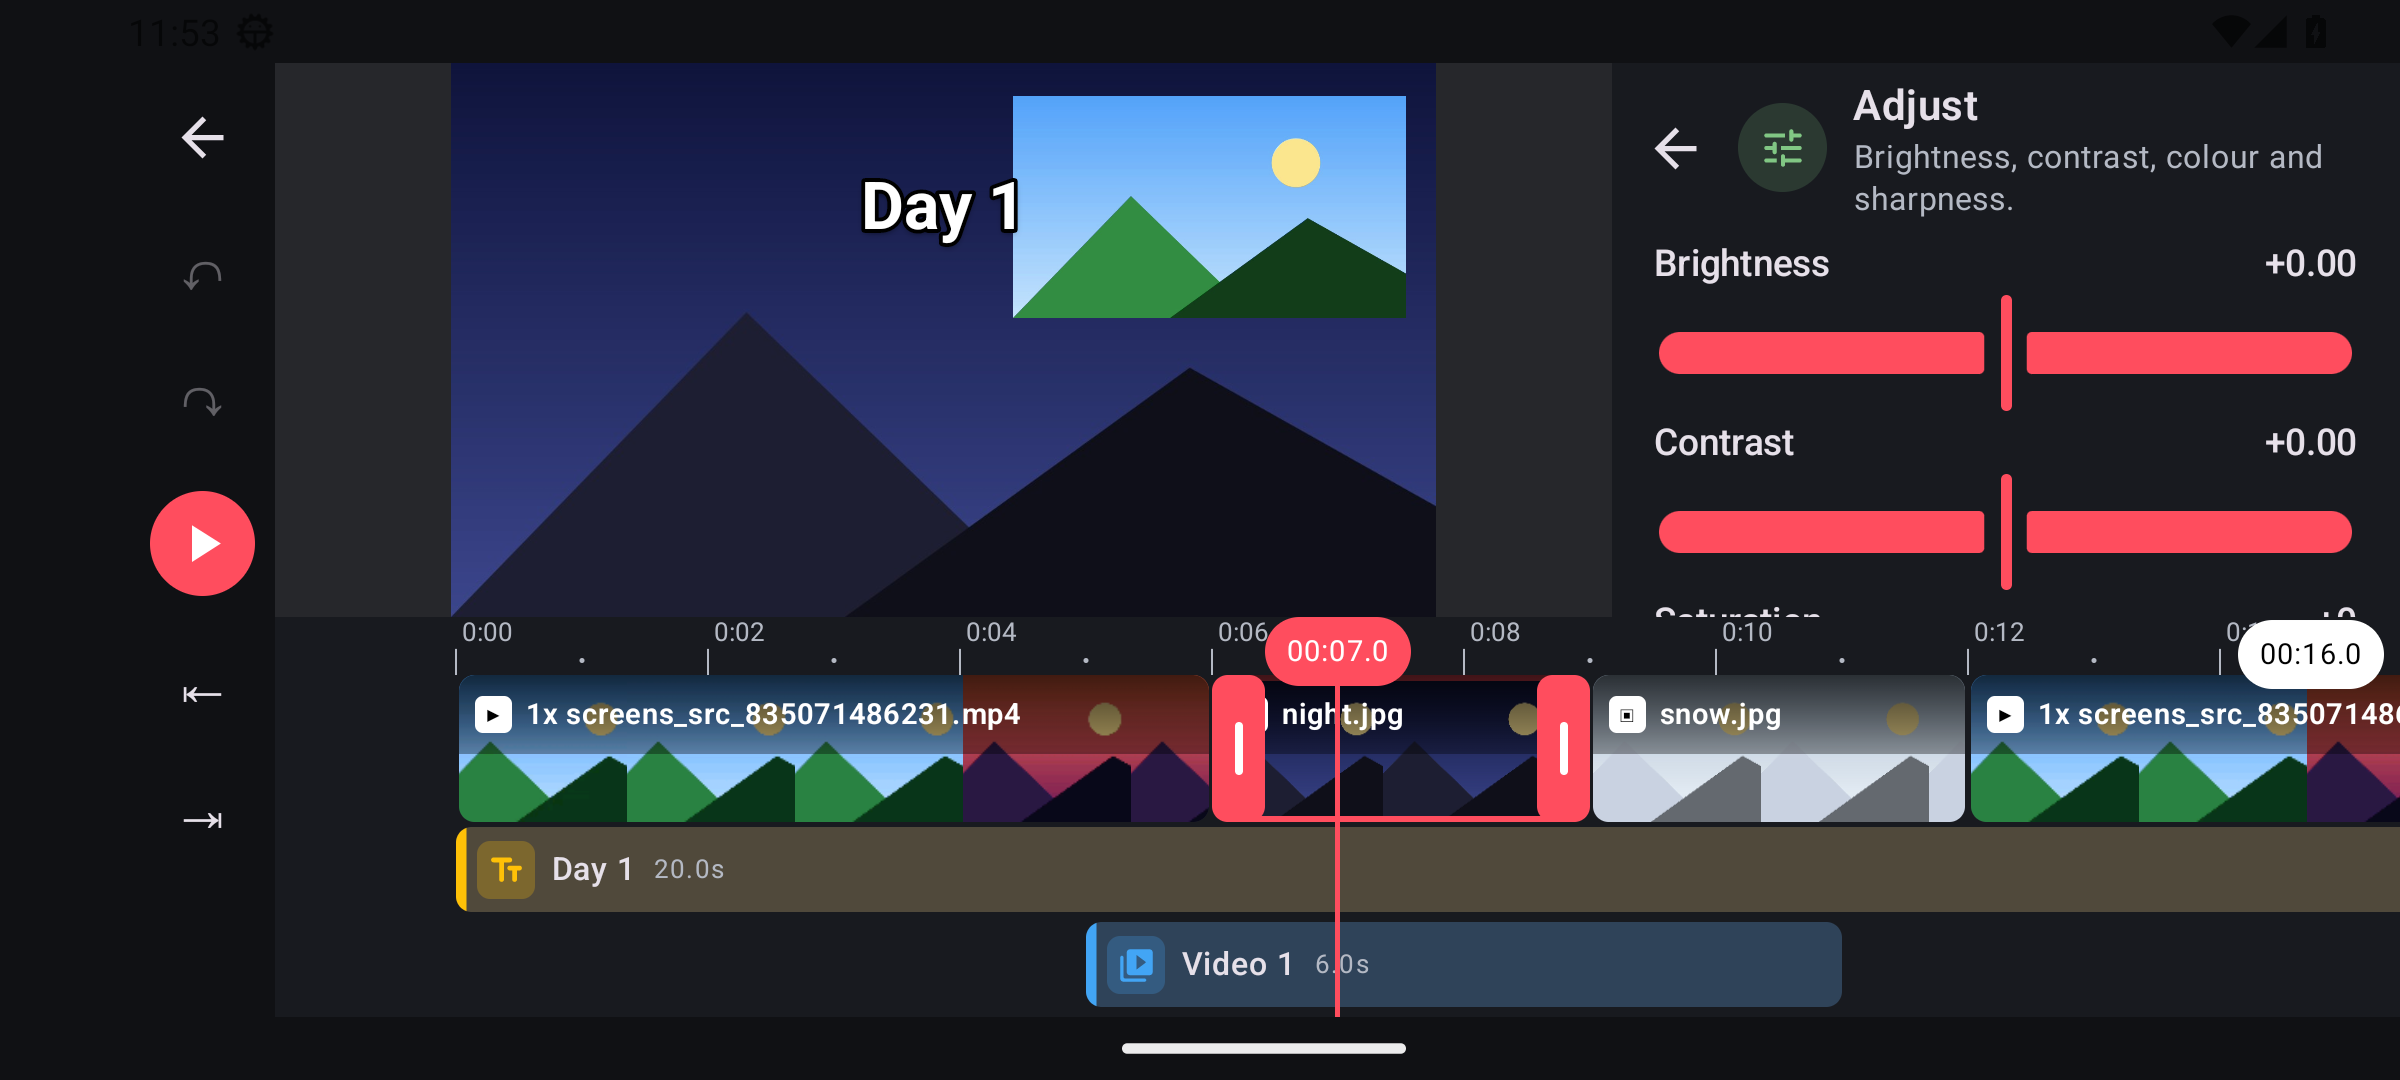 11:53
Adjust
Brightness, contrast, colour and
sharpness.
Brightness +0.00
Contrast +0.00
Day 1
0:00 0:02 0:04 0:06 0:08 0:10 0:12
00:07.0
00:16.0
1x screens_src_835071486231.mp4
night.jpg
snow.jpg
1x screens_src_835071486
Day 1 20.0s
Video 1 6.0s